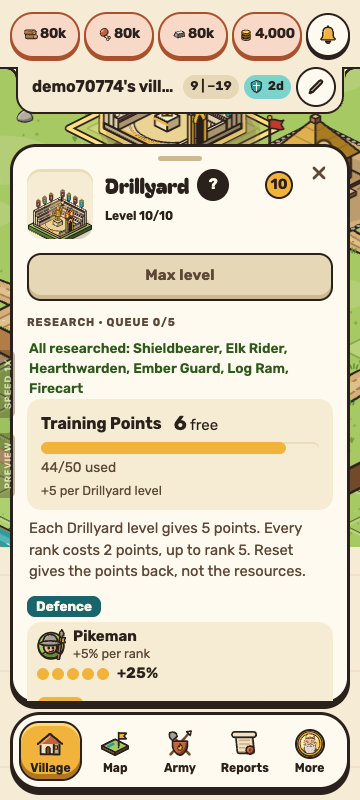 80k
80k
80k
4,000
demo70774's vill...
9 | −19
2d
Drillyard
?
10
Level 10/10
Max level
RESEARCH • QUEUE 0/5
All researched: Shieldbearer, Elk Rider,
Hearthwarden, Ember Guard, Log Ram,
Firecart
SPEED 1X
Training Points 6 free
44/50 used
+5 per Drillyard level
PREVIEW
Each Drillyard level gives 5 points. Every
rank costs 2 points, up to rank 5. Reset
gives the points back, not the resources.
Defence
Pikeman
+5% per rank
+25%
Village
Map
Army
Reports
More